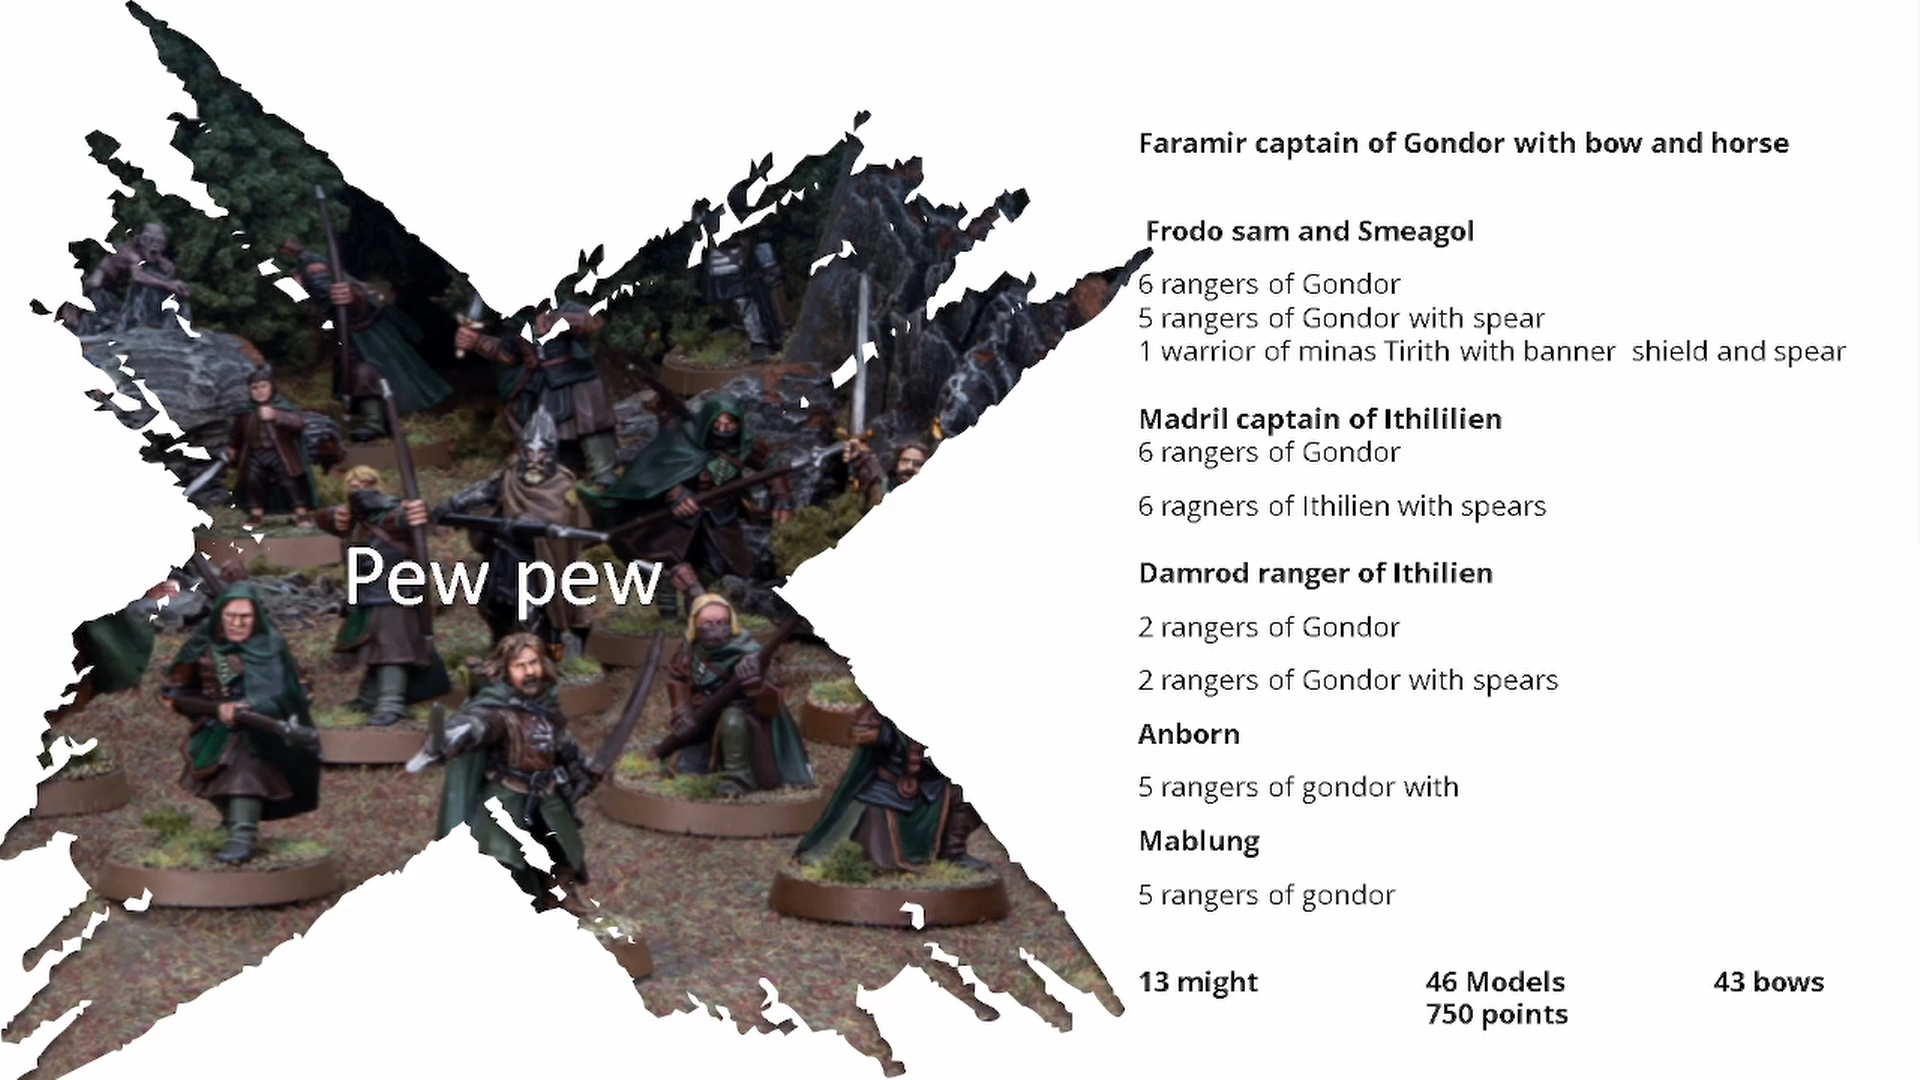 Faramir captain of Gondor with bow and horse
Frodo sam and Smeagol
6 rangers of Gondor
5 rangers of Gondor with spear
1 warrior of minas Tirith with banner shield and spear
Madril captain of Ithililien
6 rangers of Gondor
6 ragners of Ithilien with spears
Pew pew
Damrod ranger of Ithilien
2 rangers of Gondor
2 rangers of Gondor with spears
Anborn
5 rangers of gondor with
Mablung
5 rangers of gondor
13 might 46 Models 43 bows
750 points